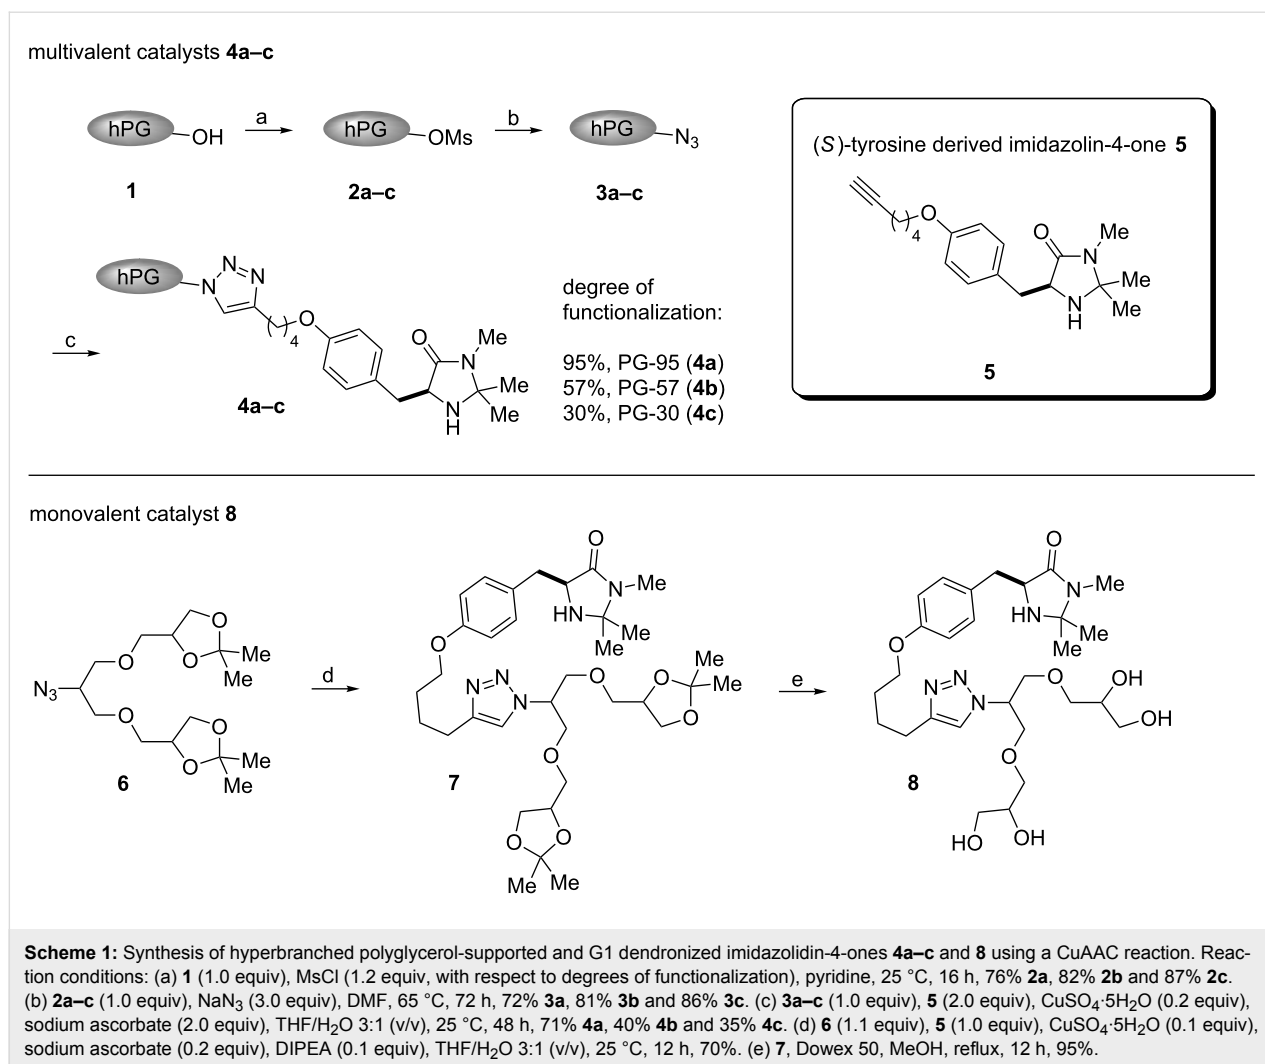 multivalent catalysts 4a–c
hPG
OH
a
hPG
OMs
b
hPG
N3
1
2a–c
3a–c
(S)-tyrosine derived imidazolin-4-one 5
4
O
O
Me
N
Me
Me
N
H
5
c
hPG
N
N
N
4
O
O
Me
N
Me
Me
N
H
4a–c
degree of
functionalization:
95%, PG-95 (4a)
57%, PG-57 (4b)
30%, PG-30 (4c)
monovalent catalyst 8
N3
O
O
O
O
Me
Me
O
O
Me
Me
6
d
O
N
Me
HN
Me
Me
O
N
N
N
O
O
O
Me
Me
O
O
O
Me
Me
7
e
O
N
Me
HN
Me
Me
O
N
N
N
O
OH
OH
O
HO
OH
8
Scheme 1: Synthesis of hyperbranched polyglycerol-supported and G1 dendronized imidazolidin-4-ones 4a–c and 8 using a CuAAC reaction. Reac-
tion conditions: (a) 1 (1.0 equiv), MsCl (1.2 equiv, with respect to degrees of functionalization), pyridine, 25 °C, 16 h, 76% 2a, 82% 2b and 87% 2c.
(b) 2a–c (1.0 equiv), NaN3 (3.0 equiv), DMF, 65 °C, 72 h, 72% 3a, 81% 3b and 86% 3c. (c) 3a–c (1.0 equiv), 5 (2.0 equiv), CuSO4·5H2O (0.2 equiv),
sodium ascorbate (2.0 equiv), THF/H2O 3:1 (v/v), 25 °C, 48 h, 71% 4a, 40% 4b and 35% 4c. (d) 6 (1.1 equiv), 5 (1.0 equiv), CuSO4·5H2O (0.1 equiv),
sodium ascorbate (0.2 equiv), DIPEA (0.1 equiv), THF/H2O 3:1 (v/v), 25 °C, 12 h, 70%. (e) 7, Dowex 50, MeOH, reflux, 12 h, 95%.